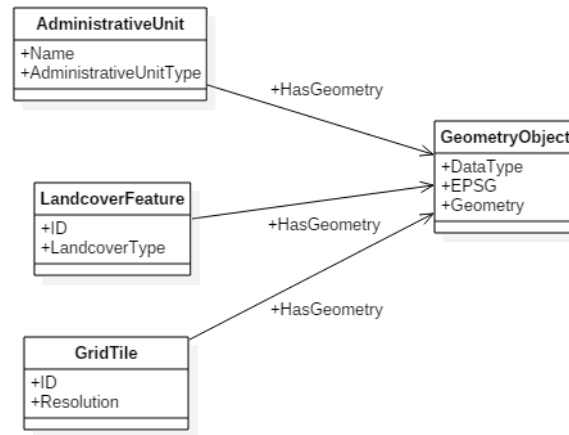 AdministrativeUnit
+Name
+AdministrativeUnitType
+HasGeometry
GeometryObject
+DataType
+EPSG
+Geometry
LandcoverFeature
+ID
+LandcoverType
+HasGeometry
+HasGeometry
GridTile
+ID
+Resolution